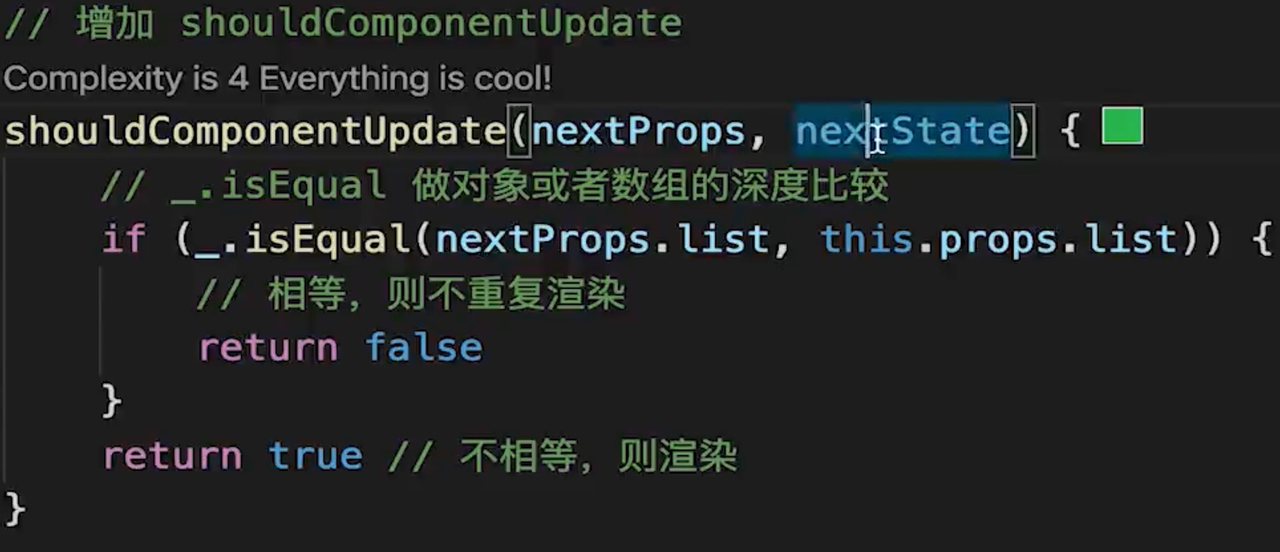 // 增加 shouldComponentUpdate
Complexity is 4 Everything is cool!
shouldComponentUpdate(nextProps, nextState) {
// _.isEqual 做对象或者数组的深度比较
if (_.isEqual(nextProps.list, this.props.list)) {
// 相等，则不重复渲染
return false
}
return true // 不相等，则渲染
}